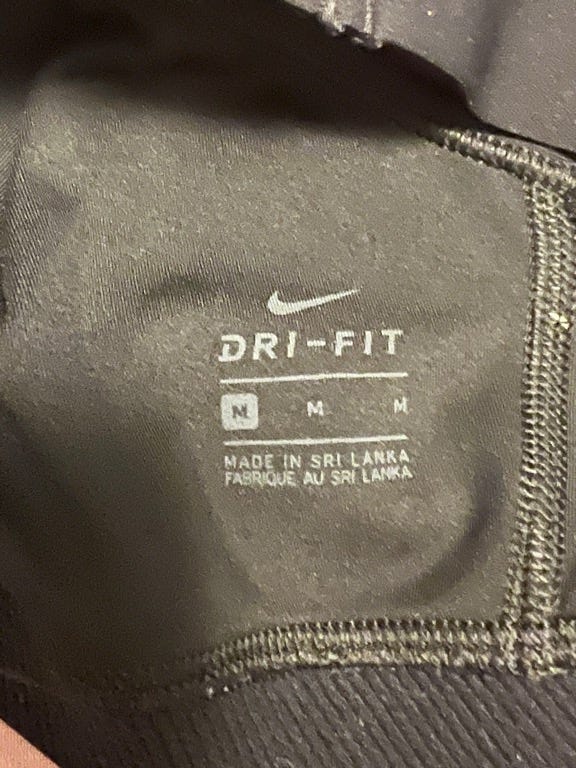 DRI-FIT
M M M
MADE IN SRI LANKA
FABRIQUE AU SRI LANKA